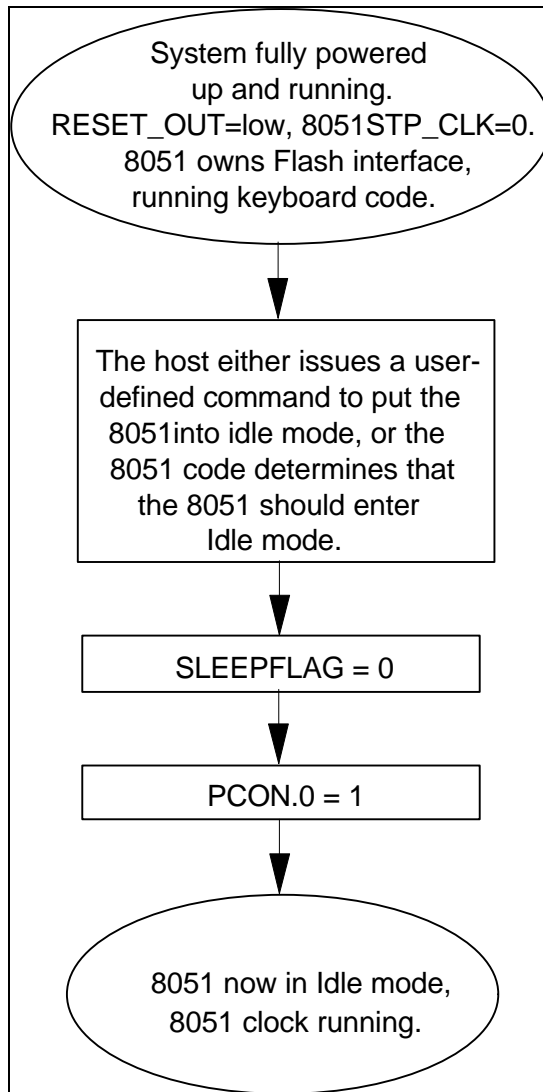 System fully powered
up and running.
RESET_OUT=low, 8051STP_CLK=0.
8051 owns Flash interface,
running keyboard code.
The host either issues a user-
defined command to put the
8051into idle mode, or the
8051 code determines that
the 8051 should enter
Idle mode.
SLEEPFLAG = 0
PCON.0 = 1
8051 now in Idle mode,
8051 clock running.